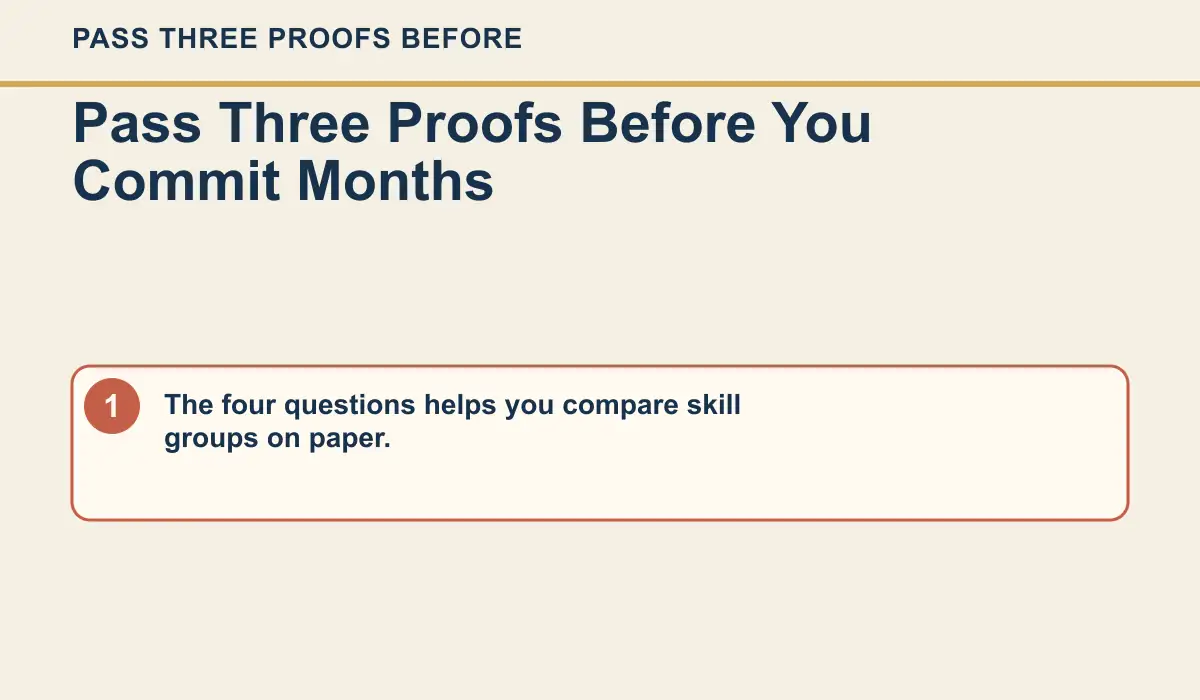 PASS THREE PROOFS BEFORE
Pass Three Proofs Before You
Commit Months
1
The four questions helps you compare skill
groups on paper.